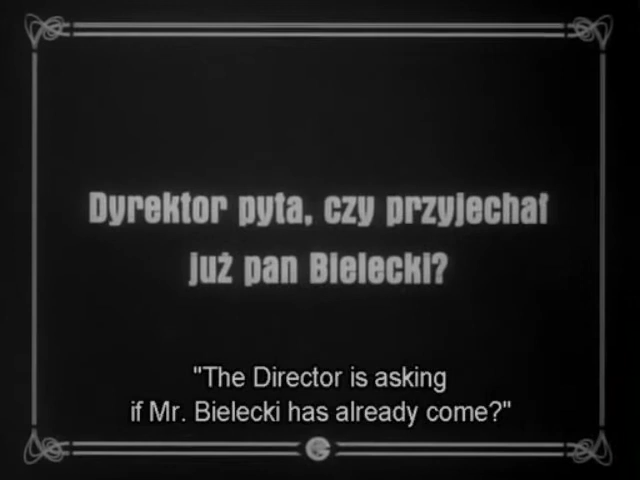 Dyrektor pyta, czy przyjechał
już pan Bielecki?
"The Director is asking
if Mr. Bielecki has already come?"